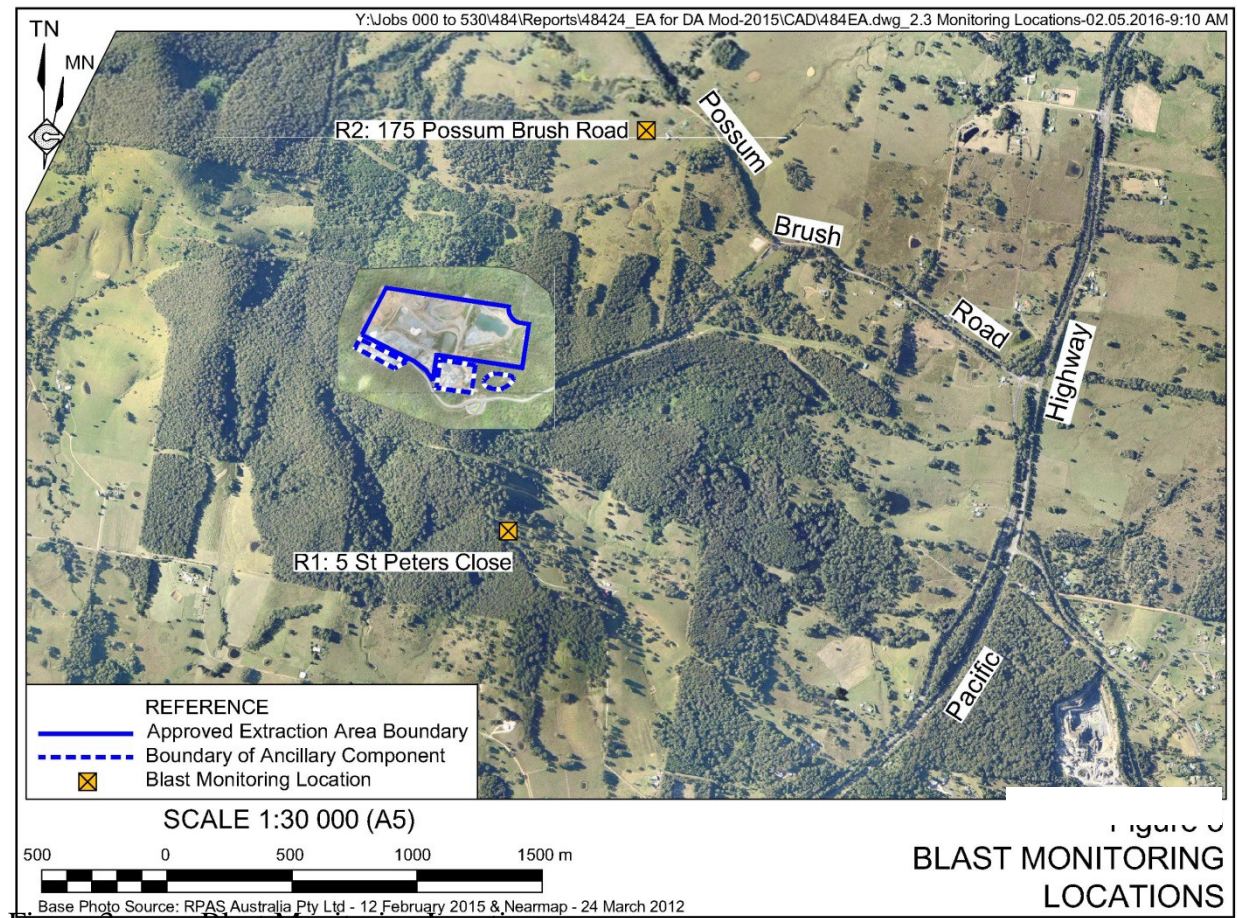 Y:\Jobs 000 to 530\484\Reports\48424_EA for DA Mod-2015\CAD\484EA.dwg_2.3 Monitoring Locations-02.05.2016-9:10 AM
TN
MN
R2: 175 Possum Brush Road
Possum
Brush
Road
Highway
Pacific
R1: 5 St Peters Close
REFERENCE
Approved Extraction Area Boundary
Boundary of Ancillary Component
Blast Monitoring Location
SCALE 1:30 000 (A5)
500 0 500 1000 1500 m
BLAST MONITORING
LOCATIONS
Base Photo Source: RPAS Australia Pty Ltd - 12 February 2015 & Nearmap - 24 March 2012